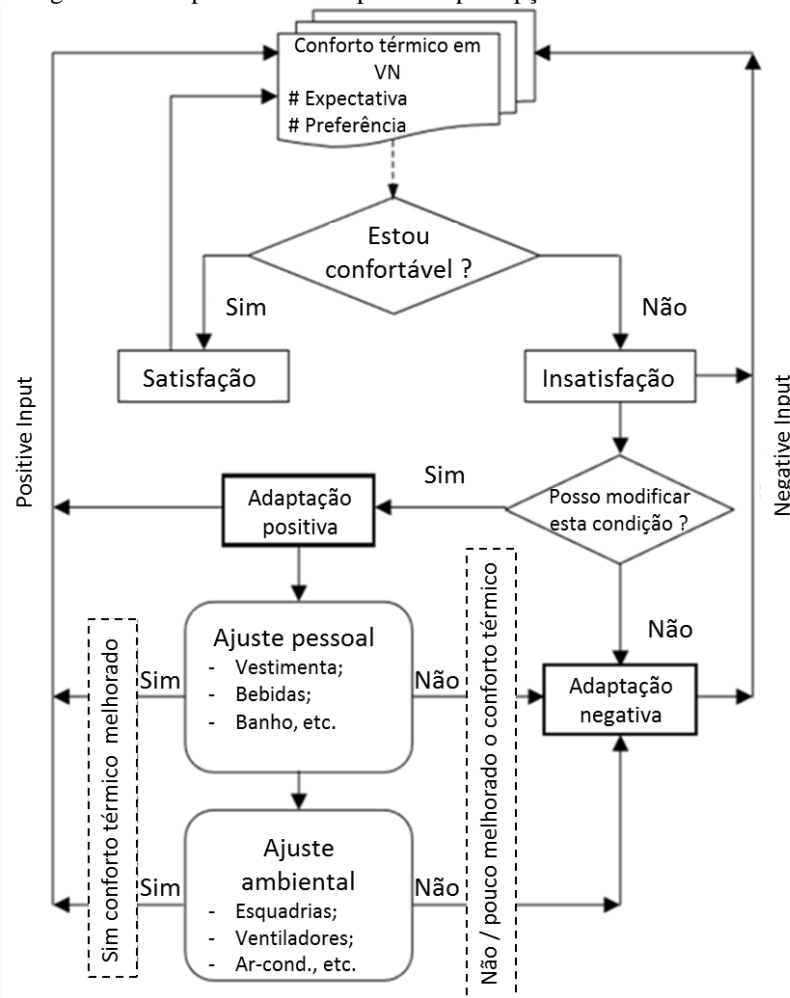 Conforto térmico em
VN
# Expectativa
# Preferência
Estou
confortável ?
Sim
Não
Satisfação
Insatisfação
Positive Input
Negative Input
Sim
Posso modificar
esta condição ?
Adaptação
positiva
Não
Ajuste pessoal
- Vestimenta;
- Bebidas;
- Banho, etc.
Sim
Não
Adaptação
negativa
Sim conforto térmico melhorado
Não / pouco melhorado o conforto térmico
Ajuste
ambiental
- Esquadrias;
- Ventiladores;
- Ar-cond., etc.
Sim
Não